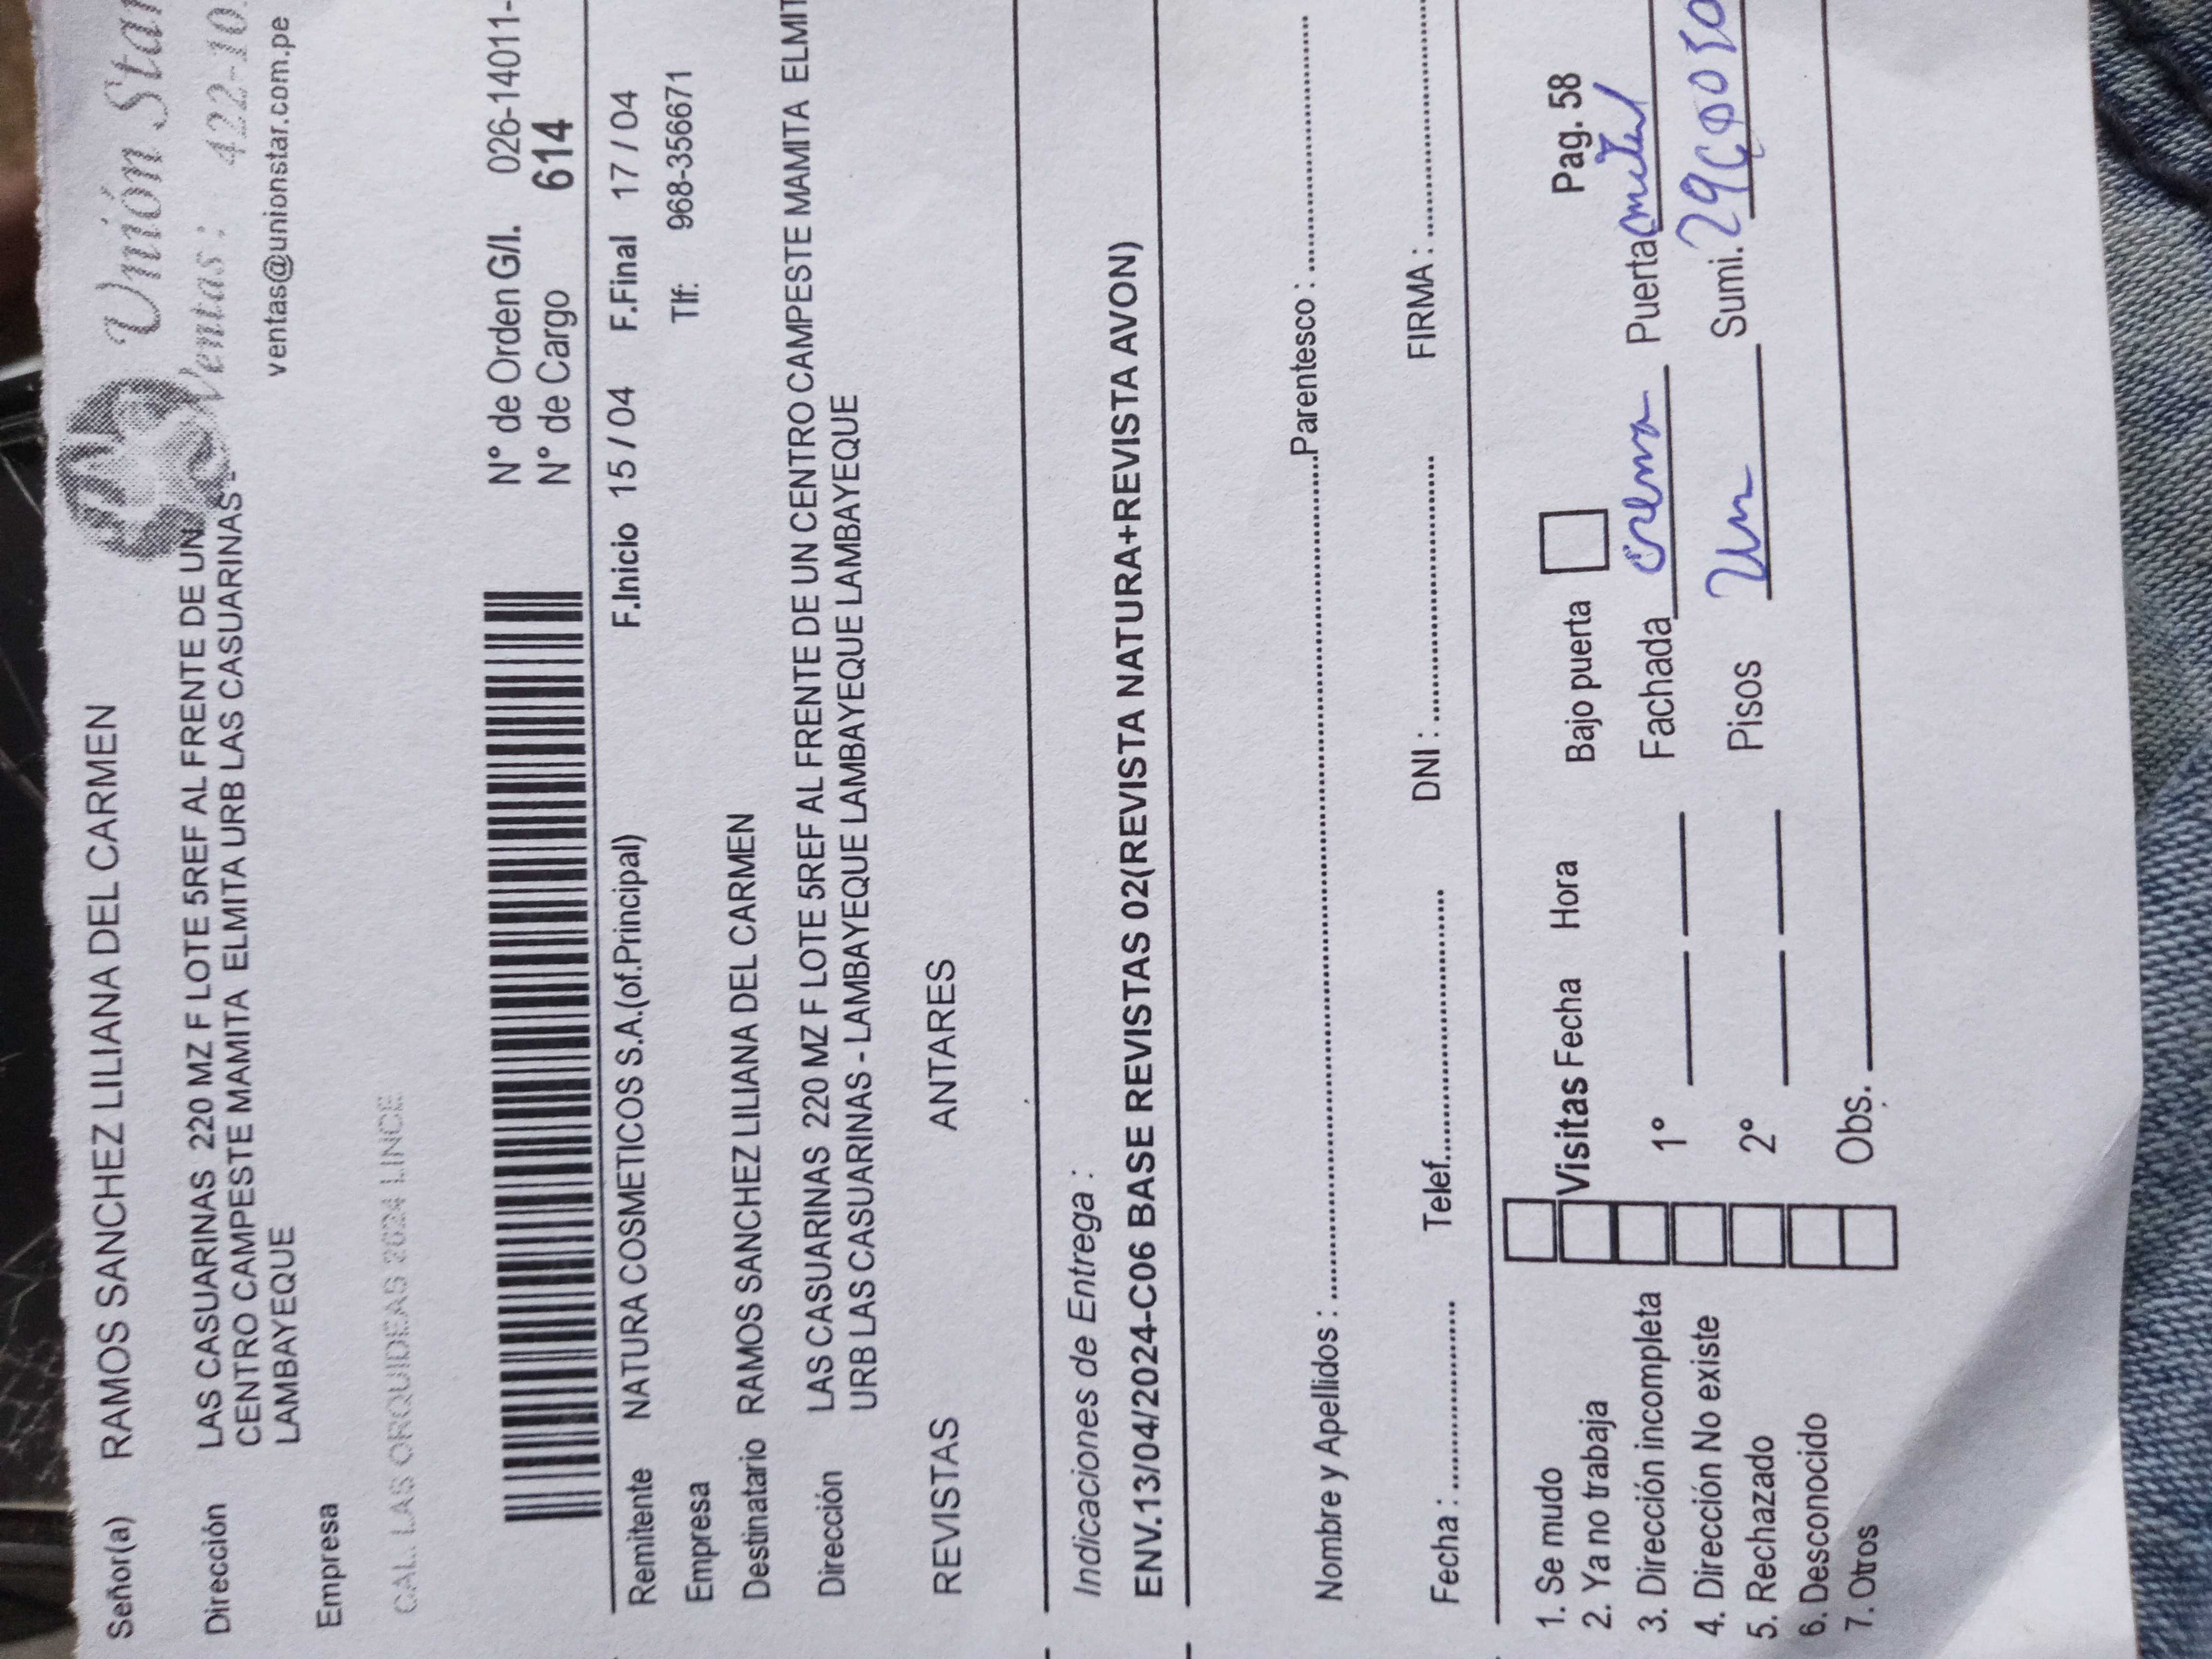 Señor(a) RAMOS SANCHEZ LILIANA DEL CARMEN
Unión Star
Ventas: 422-10
ventas@unionstar.com.pe
Dirección LAS CASUARINAS 220 MZ F LOTE 5REF AL FRENTE DE UN
CENTRO CAMPESTE MAMITA ELMITA URB LAS CASUARINAS -
LAMBAYEQUE
Empresa
CAL. LAS ORQUIDEAS 2624 LINCE
N° de Orden G/I. 026-14011-
N° de Cargo 614
Remitente NATURA COSMETICOS S.A.(of.Principal) F.Inicio 15 / 04 F.Final 17 / 04
Empresa Tlf: 968-356671
Destinatario RAMOS SANCHEZ LILIANA DEL CARMEN
Dirección LAS CASUARINAS 220 MZ F LOTE 5REF AL FRENTE DE UN CENTRO CAMPESTE MAMITA ELMIT
URB LAS CASUARINAS - LAMBAYEQUE LAMBAYEQUE LAMBAYEQUE LAMBAYEQUE
REVISTAS ANTARES
Indicaciones de Entrega :
ENV.13/04/2024-C06 BASE REVISTAS 02(REVISTA NATURA+REVISTA AVON)
Nombre y Apellidos : Parentesco :
Fecha : Telef. DNI : FIRMA :
Pag. 58
1. Se mudo
2. Ya no trabaja Visitas Fecha Hora Bajo puerta
3. Dirección incompleta 1° Fachada crema Puerta
4. Dirección No existe
5. Rechazado 2° Pisos un Sumi.
6. Desconocido
7. Otros Obs.